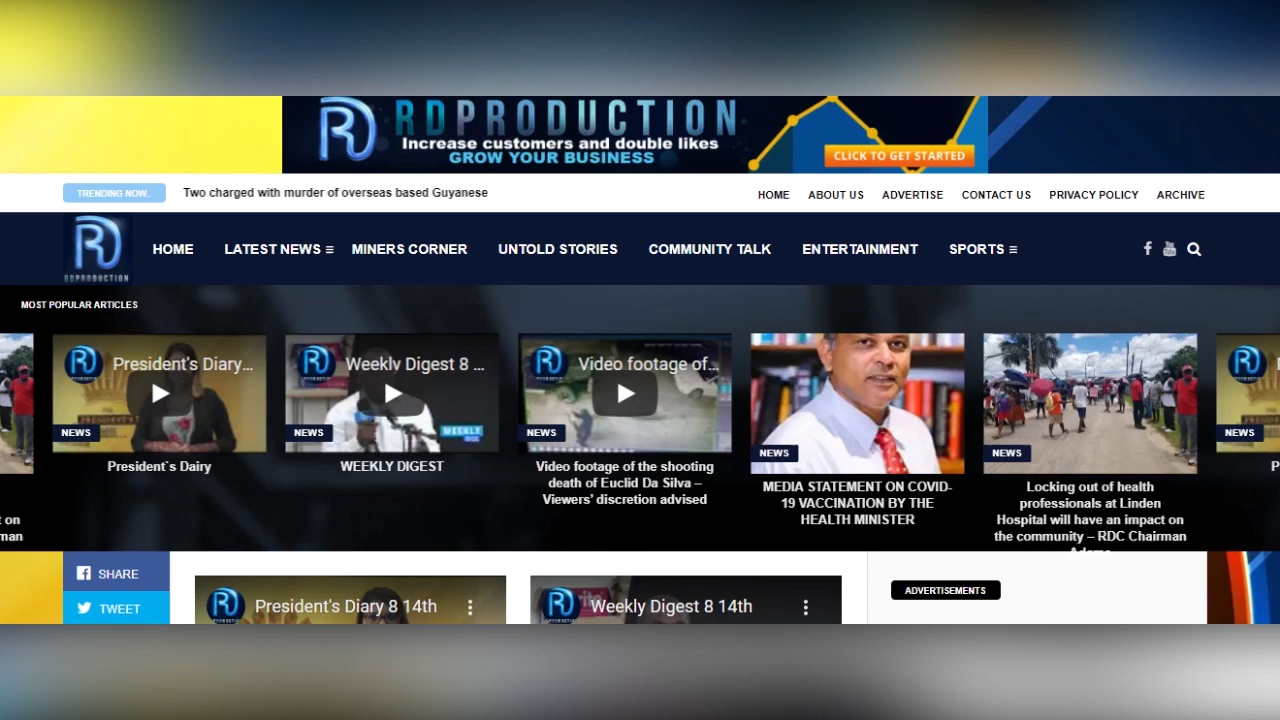 RDPRODUCTION
Increase customers and double likes
GROW YOUR BUSINESS
CLICK TO GET STARTED
TRENDING NOW..
Two charged with murder of overseas based Guyanese
HOME ABOUT US ADVERTISE CONTACT US PRIVACY POLICY ARCHIVE
RDPRODUCTION
HOME LATEST NEWS ≡ MINERS CORNER UNTOLD STORIES COMMUNITY TALK ENTERTAINMENT SPORTS ≡
MOST POPULAR ARTICLES
on
man
President's Diary...
NEWS
President`s Dairy
Weekly Digest 8 ...
WEEKLY
NEWS
WEEKLY DIGEST
Video footage of...
NEWS
Video footage of the shooting
death of Euclid Da Silva –
Viewers' discretion advised
NEWS
MEDIA STATEMENT ON COVID-
19 VACCINATION BY THE
HEALTH MINISTER
NEWS
Locking out of health
professionals at Linden
Hospital will have an impact on
the community – RDC Chairman
NEWS
P
SHARE
TWEET
President's Diary 8 14th
Weekly Digest 8 14th
ADVERTISEMENTS